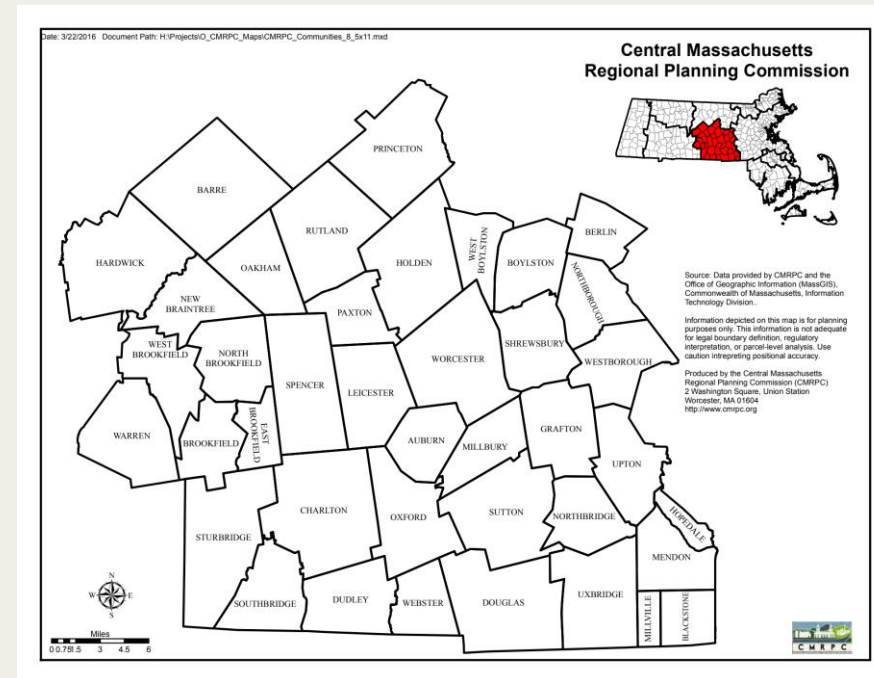 Date: 3/22/2016 Document Path: H:\Projects\O_CMRPC_Maps\CMRPC_Communities_8_5x11.mxd
Central Massachusetts
Regional Planning Commission
PRINCETON
BARRE
RUTLAND
BERLIN
WEST
BOYLSTON
BOYLSTON
HARDWICK
OAKHAM
HOLDEN
NORTHBOROUGH
NEW
BRAINTREE
PAXTON
WEST
BROOKFIELD
NORTH
BROOKFIELD
SHREWSBURY
WORCESTER
WESTBOROUGH
SPENCER
LEICESTER
WARREN
BROOKFIELD
EAST
BROOKFIELD
AUBURN
MILLBURY
GRAFTON
UPTON
CHARLTON
OXFORD
SUTTON
NORTHBRIDGE
HOPEDALE
STURBRIDGE
MENDON
SOUTHBRIDGE
DUDLEY
WEBSTER
DOUGLAS
UXBRIDGE
MILLVILLE
BLACKSTONE
Source: Data provided by CMRPC and the
Office of Geographic Information (MassGIS),
Commonwealth of Massachusetts, Information
Technology Division..
Information depicted on this map is for planning
purposes only. This information is not adequate
for legal boundary definition, regulatory
interpretation, or parcel-level analysis. Use
caution intrepreting positional accuracy.
Produced by the Central Massachusetts
Regional Planning Commission (CMRPC)
2 Washington Square, Union Station
Worcester, MA 01604
http://www.cmrpc.org
N
W E
S
Miles
0 0.75 1.5 3 4.5 6
CMRPC